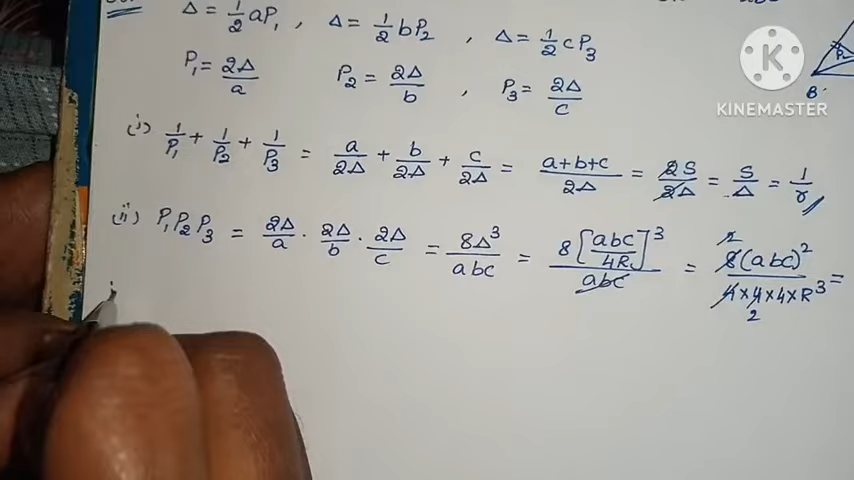 Δ = 1/2 aP₁ , Δ = 1/2 bP₂ , Δ = 1/2 cP₃
P₁ = 2Δ/a P₂ = 2Δ/b , P₃ = 2Δ/c
B
K
KINEMASTER
(i) 1/P₁ + 1/P₂ + 1/P₃ = a/2Δ + b/2Δ + c/2Δ = a+b+c/2Δ = 2S/2Δ = S/Δ = 1/r
(ii) P₁P₂P₃ = 2Δ/a · 2Δ/b · 2Δ/c = 8Δ³/abc = 8[abc/4R]³/abc = 2 8(abc)²/4×4×4×R³ 2 =